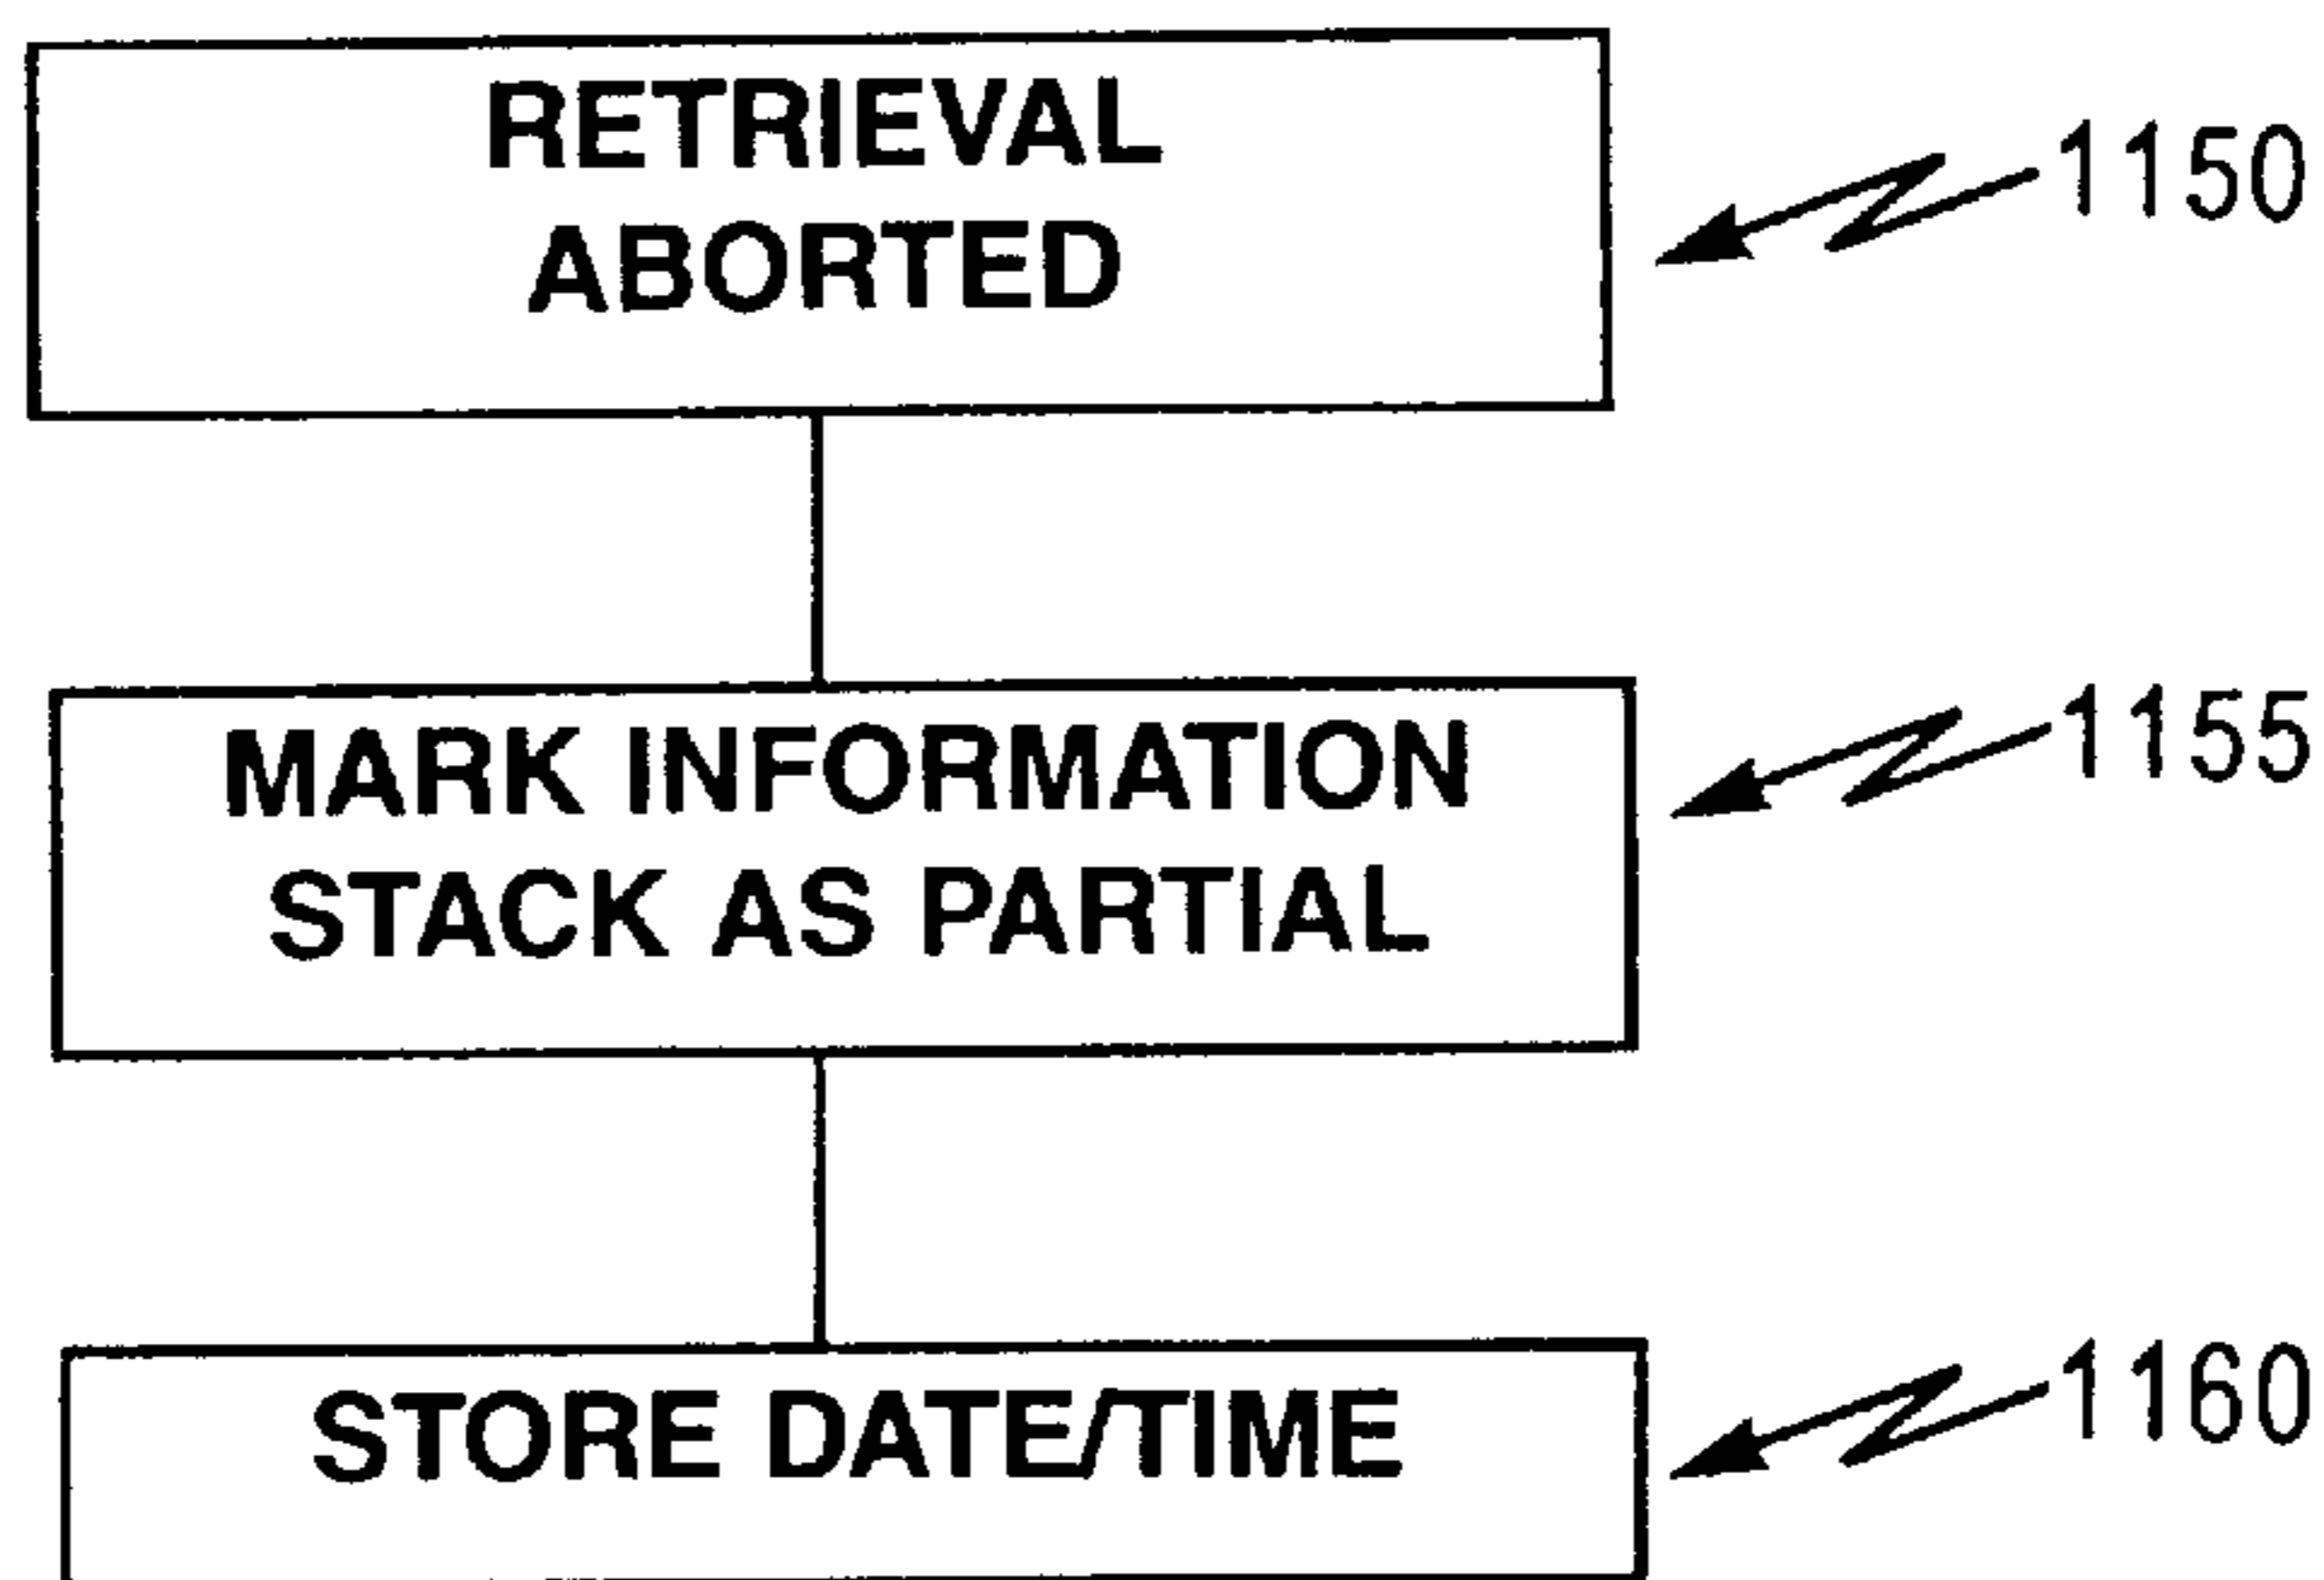 RETRIEVAL
ABORTED
1150
MARK INFORMATION
STACK AS PARTIAL
1155
STORE DATE/TIME
1160